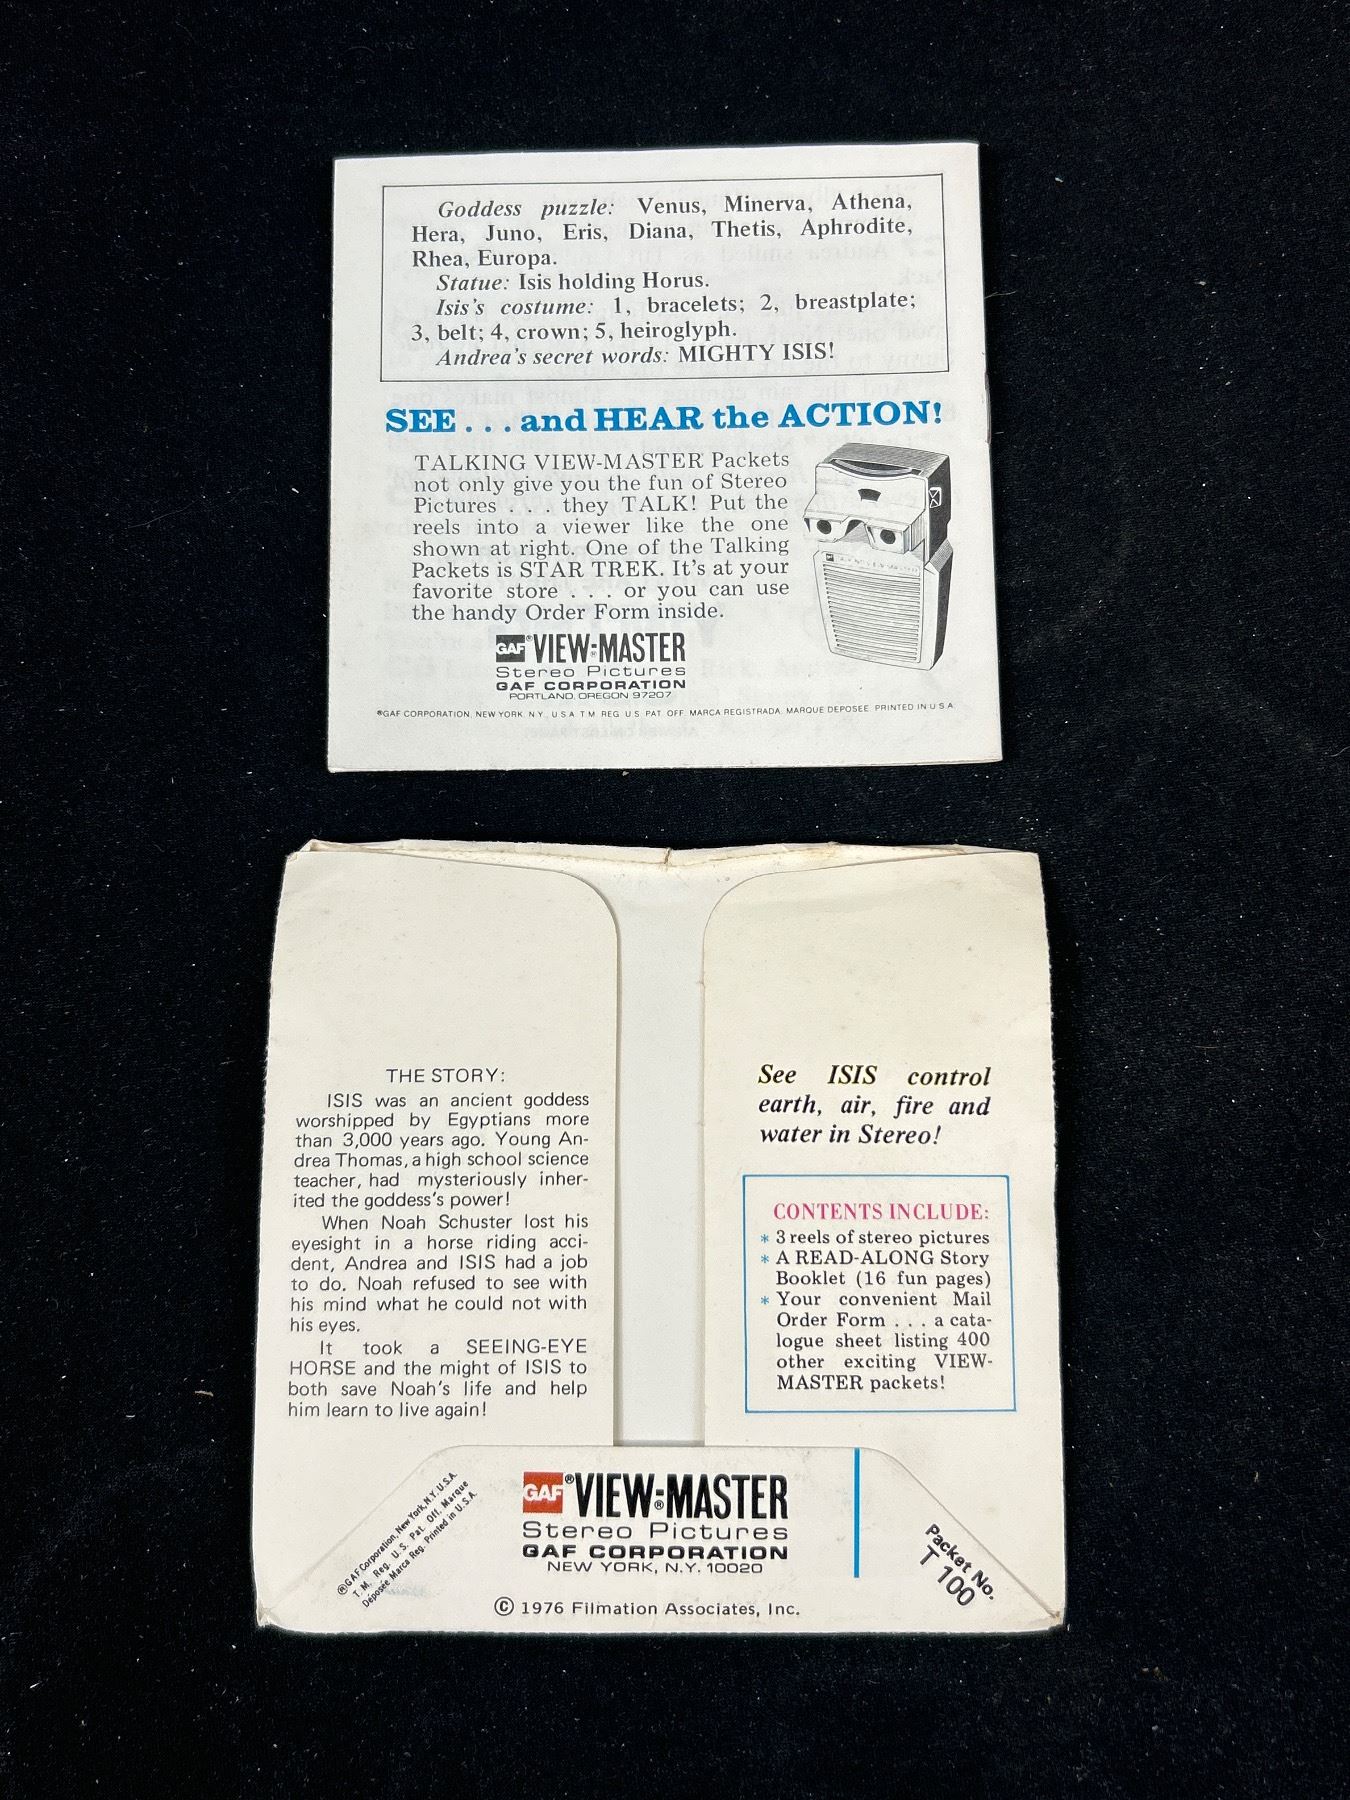 Goddess puzzle: Venus, Minerva, Athena,
Hera, Juno, Eris, Diana, Thetis, Aphrodite,
Rhea, Europa.
Statue: Isis holding Horus.
Isis's costume: 1, bracelets; 2, breastplate;
3, belt; 4, crown; 5, heiroglyph.
Andrea's secret words: MIGHTY ISIS!
SEE . . . and HEAR the ACTION!
TALKING VIEW-MASTER Packets
not only give you the fun of Stereo
Pictures . . . they TALK! Put the
reels into a viewer like the one
shown at right. One of the Talking
Packets is STAR TREK. It's at your
favorite store . . . or you can use
the handy Order Form inside.
GAF® VIEW-MASTER®
Stereo Pictures
GAF CORPORATION
PORTLAND, OREGON 97207
®GAF CORPORATION, NEW YORK N.Y., U.S.A. T.M. REG. U.S. PAT. OFF. MARCA REGISTRADA. MARQUE DEPOSEE. PRINTED IN U.S.A.
THE STORY:
ISIS was an ancient goddess
worshipped by Egyptians more
than 3,000 years ago. Young An-
drea Thomas, a high school science
teacher, had mysteriously inher-
ited the goddess's power!
When Noah Schuster lost his
eyesight in a horse riding acci-
dent, Andrea and ISIS had a job
to do. Noah refused to see with
his mind what he could not with
his eyes.
It took a SEEING-EYE
HORSE and the might of ISIS to
both save Noah's life and help
him learn to live again!
See ISIS control
earth, air, fire and
water in Stereo!
CONTENTS INCLUDE:
* 3 reels of stereo pictures
* A READ-ALONG Story
Booklet (16 fun pages)
* Your convenient Mail
Order Form . . . a cata-
logue sheet listing 400
other exciting VIEW-
MASTER packets!
®GAF Corporation, New York, N.Y. U.S.A.
T.M. Reg. U.S. Pat. Off. Marque
Déposée Marca Reg. Printed in U.S.A.
GAF® VIEW-MASTER®
Stereo Pictures
GAF CORPORATION
NEW YORK, N.Y. 10020
© 1976 Filmation Associates, Inc.
Packet No.
T 100